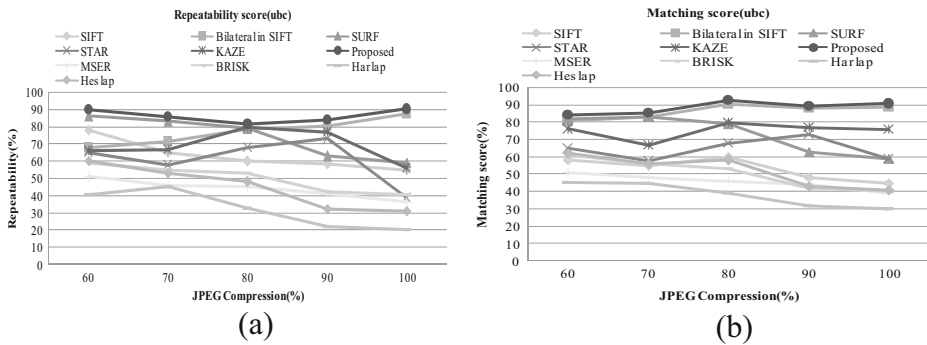 Repeatability score(ubc)
SIFT
Bilateral in SIFT
SURF
STAR
KAZE
Proposed
MSER
BRISK
Harlap
Heslap
Repeatability(%)
100
90
80
70
60
50
40
30
20
10
0
60 70 80 90 100
JPEG Compression(%)
(a)
Matching score(ubc)
SIFT
Bilateral in SIFT
SURF
STAR
KAZE
Proposed
MSER
BRISK
Harlap
Heslap
Matching score(%)
100
90
80
70
60
50
40
30
20
10
0
60 70 80 90 100
JPEG Compression(%)
(b)